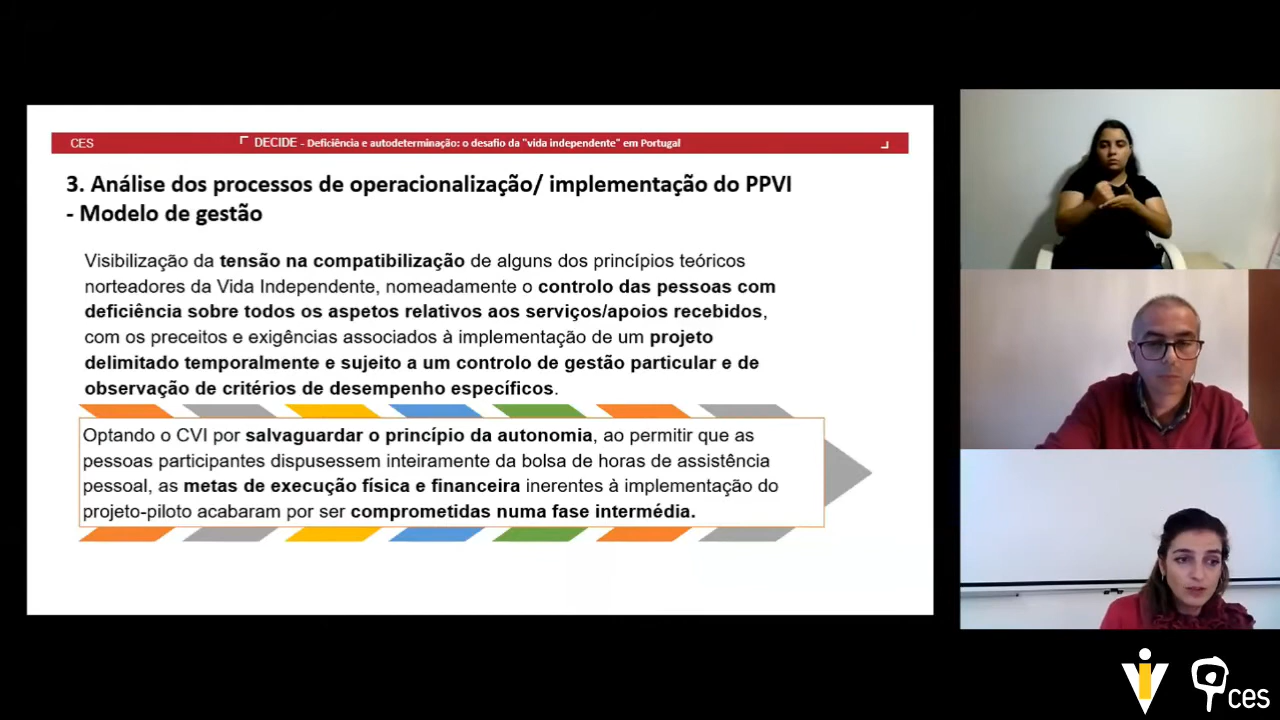 CES
DECIDE - Deficiência e autodeterminação: o desafio da "vida independente" em Portugal
3. Análise dos processos de operacionalização/ implementação do PPVI
- Modelo de gestão
Visibilização da tensão na compatibilização de alguns dos princípios teóricos
norteadores da Vida Independente, nomeadamente o controlo das pessoas com
deficiência sobre todos os aspetos relativos aos serviços/apoios recebidos,
com os preceitos e exigências associados à implementação de um projeto
delimitado temporalmente e sujeito a um controlo de gestão particular e de
observação de critérios de desempenho específicos.
Optando o CVI por salvaguardar o princípio da autonomia, ao permitir que as
pessoas participantes dispusessem inteiramente da bolsa de horas de assistência
pessoal, as metas de execução física e financeira inerentes à implementação do
projeto-piloto acabaram por ser comprometidas numa fase intermédia.
ces